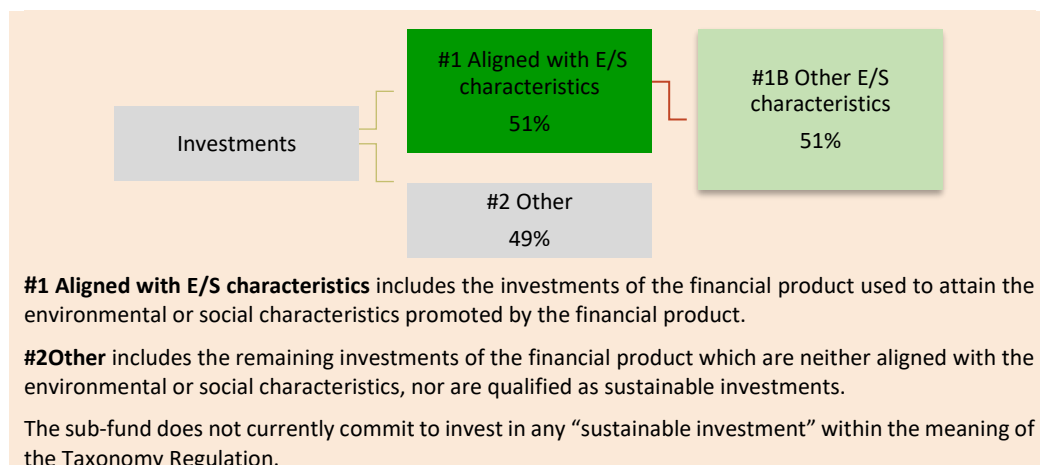 #1 Aligned with E/S
characteristics
51%
#1B Other E/S
characteristics
51%
Investments
#2 Other
49%
#1 Aligned with E/S characteristics includes the investments of the financial product used to attain the
environmental or social characteristics promoted by the financial product.
#2Other includes the remaining investments of the financial product which are neither aligned with the
environmental or social characteristics, nor are qualified as sustainable investments.
The sub-fund does not currently commit to invest in any “sustainable investment” within the meaning of
the Taxonomy Regulation.